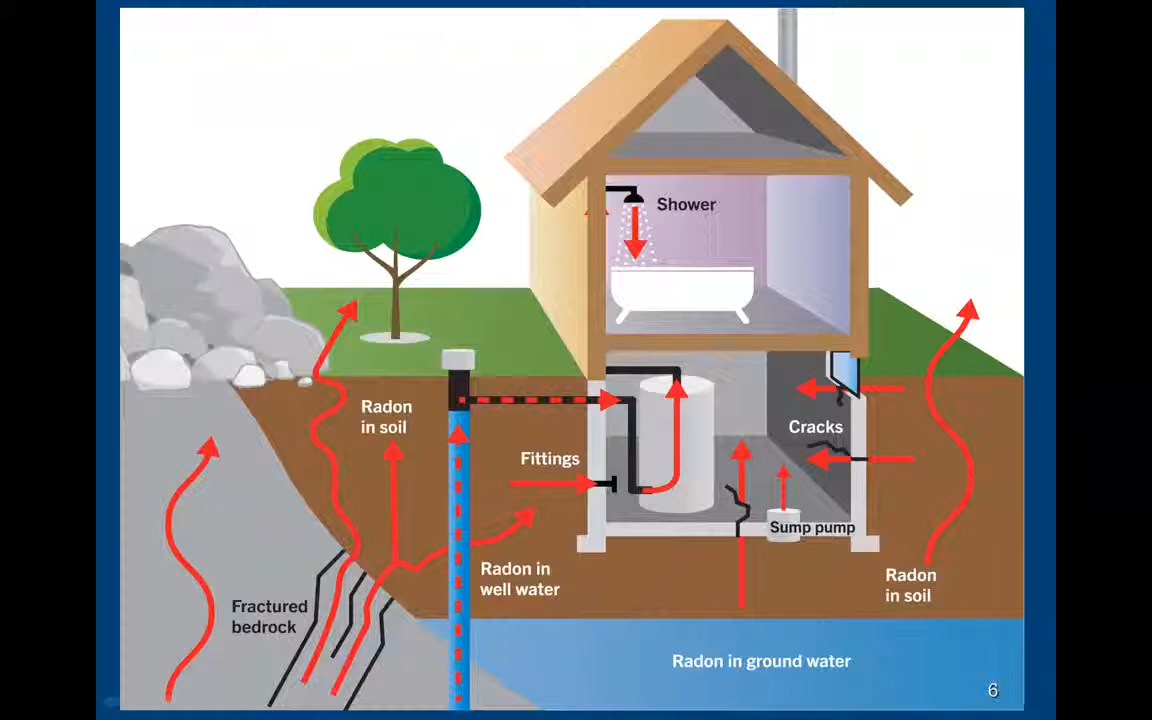 Shower
Radon
in soil
Cracks
Fittings
Sump pump
Radon in
well water
Radon
in soil
Fractured
bedrock
Radon in ground water
6